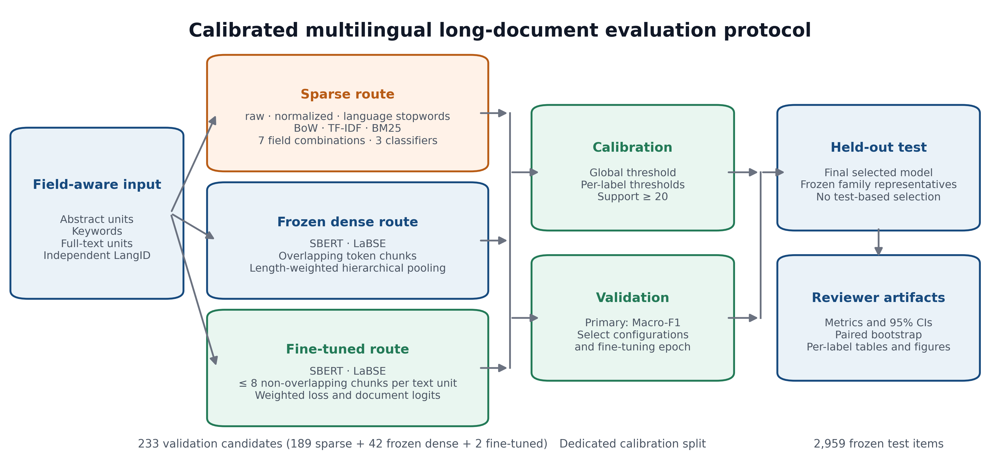 Calibrated multilingual long-document evaluation protocol
Field-aware input
Abstract units
Keywords
Full-text units
Independent LangID
Sparse route
raw · normalized · language stopwords
BoW · TF-IDF · BM25
7 field combinations · 3 classifiers
Frozen dense route
SBERT · LaBSE
Overlapping token chunks
Length-weighted hierarchical pooling
Fine-tuned route
SBERT · LaBSE
≤ 8 non-overlapping chunks per text unit
Weighted loss and document logits
Calibration
Global threshold
Per-label thresholds
Support ≥ 20
Validation
Primary: Macro-F1
Select configurations
and fine-tuning epoch
Held-out test
Final selected model
Frozen family representatives
No test-based selection
Reviewer artifacts
Metrics and 95% CIs
Paired bootstrap
Per-label tables and figures
233 validation candidates (189 sparse + 42 frozen dense + 2 fine-tuned)
Dedicated calibration split
2,959 frozen test items